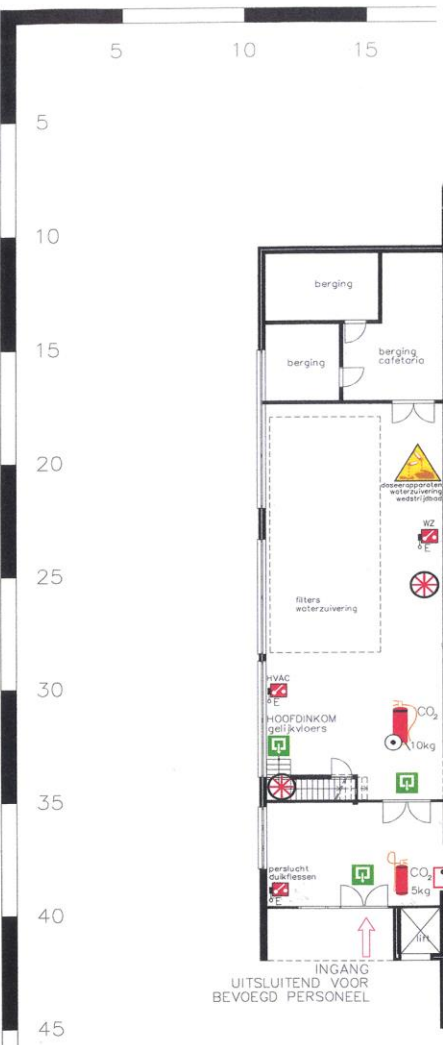 5
10
15
5
10
15
20
25
30
35
40
45
berging
berging
berging
cafetaria
doseerapparaten
waterzuivering
wedstrijdbad
WZ
E
filters
waterzuivering
HVAC
E
HOOFDINKOM
gelijkvloers
CO2
10kg
perslucht
duikflessen
E
CO2
5kg
lift
INGANG
UITSLUITEND VOOR
BEVOEGD PERSONEEL